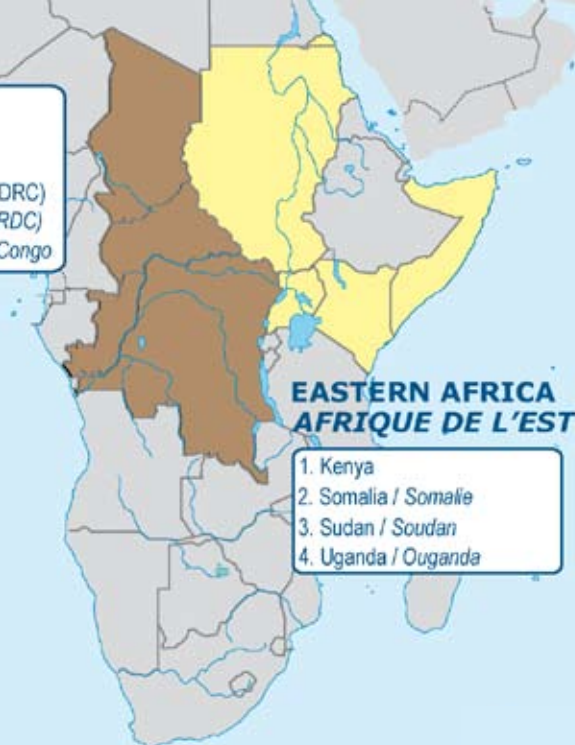 DRC)
RDC)
Congo
EASTERN AFRICA
AFRIQUE DE L'EST
1. Kenya
2. Somalia / Somalie
3. Sudan / Soudan
4. Uganda / Ouganda